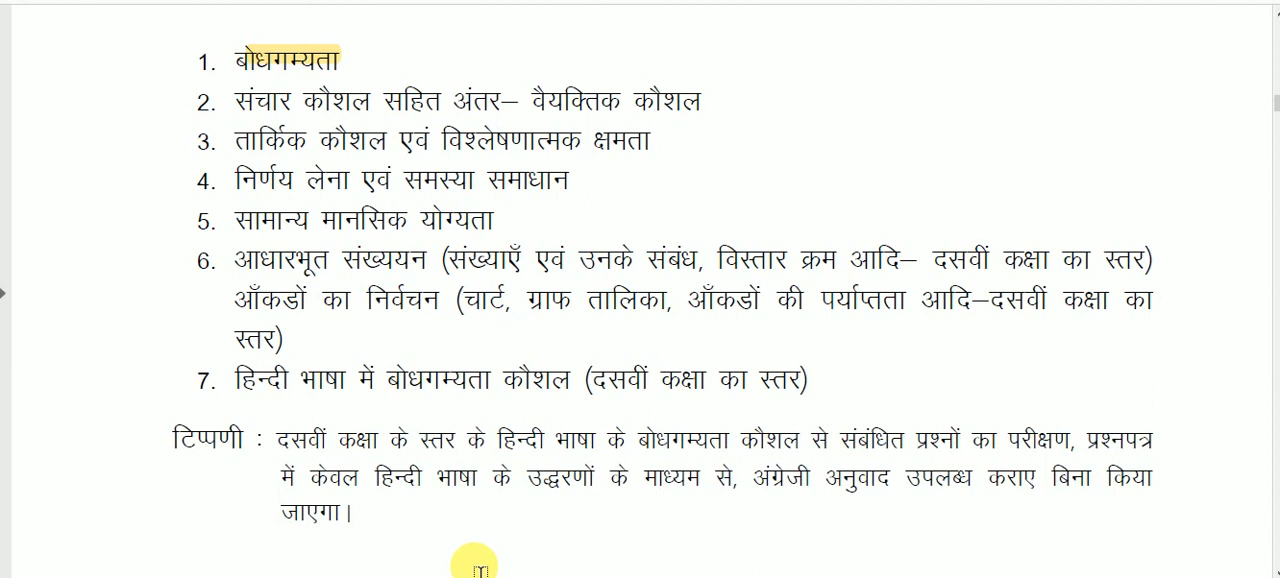 1. बोधगम्यता
2. संचार कौशल सहित अंतर– वैयक्तिक कौशल
3. तार्किक कौशल एवं विश्लेषणात्मक क्षमता
4. निर्णय लेना एवं समस्या समाधान
5. सामान्य मानसिक योग्यता
6. आधारभूत संख्ययन (संख्याएँ एवं उनके संबंध, विस्तार क्रम आदि– दसवीं कक्षा का स्तर)
आँकडों का निर्वचन (चार्ट, ग्राफ तालिका, आँकडों की पर्याप्तता आदि–दसवीं कक्षा का
स्तर)
7. हिन्दी भाषा में बोधगम्यता कौशल (दसवीं कक्षा का स्तर)
टिप्पणी : दसवीं कक्षा के स्तर के हिन्दी भाषा के बोधगम्यता कौशल से संबंधित प्रश्नों का परीक्षण, प्रश्नपत्र
में केवल हिन्दी भाषा के उद्धरणों के माध्यम से, अंग्रेजी अनुवाद उपलब्ध कराए बिना किया
जाएगा।